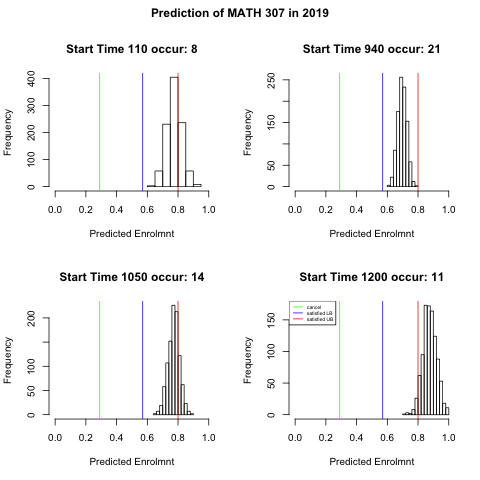 Prediction of MATH 307 in 2019
Start Time 110 occur: 8
Frequency
0 100 200 300 400
0.0 0.2 0.4 0.6 0.8 1.0
Predicted Enrolmnt
Start Time 940 occur: 21
Frequency
0 50 150 250
0.0 0.2 0.4 0.6 0.8 1.0
Predicted Enrolmnt
Start Time 1050 occur: 14
Frequency
0 50 100 200
0.0 0.2 0.4 0.6 0.8 1.0
Predicted Enrolmnt
Start Time 1200 occur: 11
cancel
satisfied LB
satisfied UB
Frequency
0 50 100 150
0.0 0.2 0.4 0.6 0.8 1.0
Predicted Enrolmnt